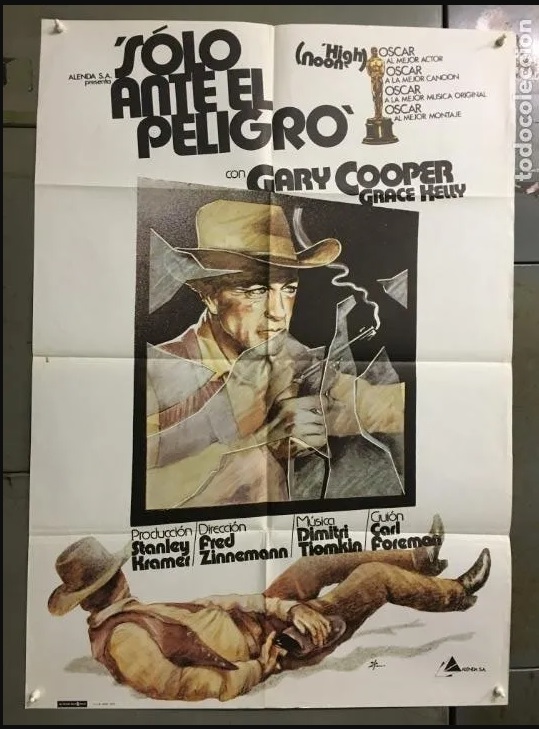 ALENDA S.A.
presenta
'SÓLO
ANTE EL
PELIGRO'
(High
noon)
OSCAR
AL MEJOR ACTOR
OSCAR
A LA MEJOR CANCION
OSCAR
A LA MEJOR MUSICA ORIGINAL
OSCAR
AL MEJOR MONTAJE
con GARY COOPER
GRACE KELLY
Producción
Stanley
Kramer
Dirección
Fred
Zinnemann
Música
Dimitri
Tiomkin
Guión
Carl
Foreman
ALENDA S.A.
todocoleccion